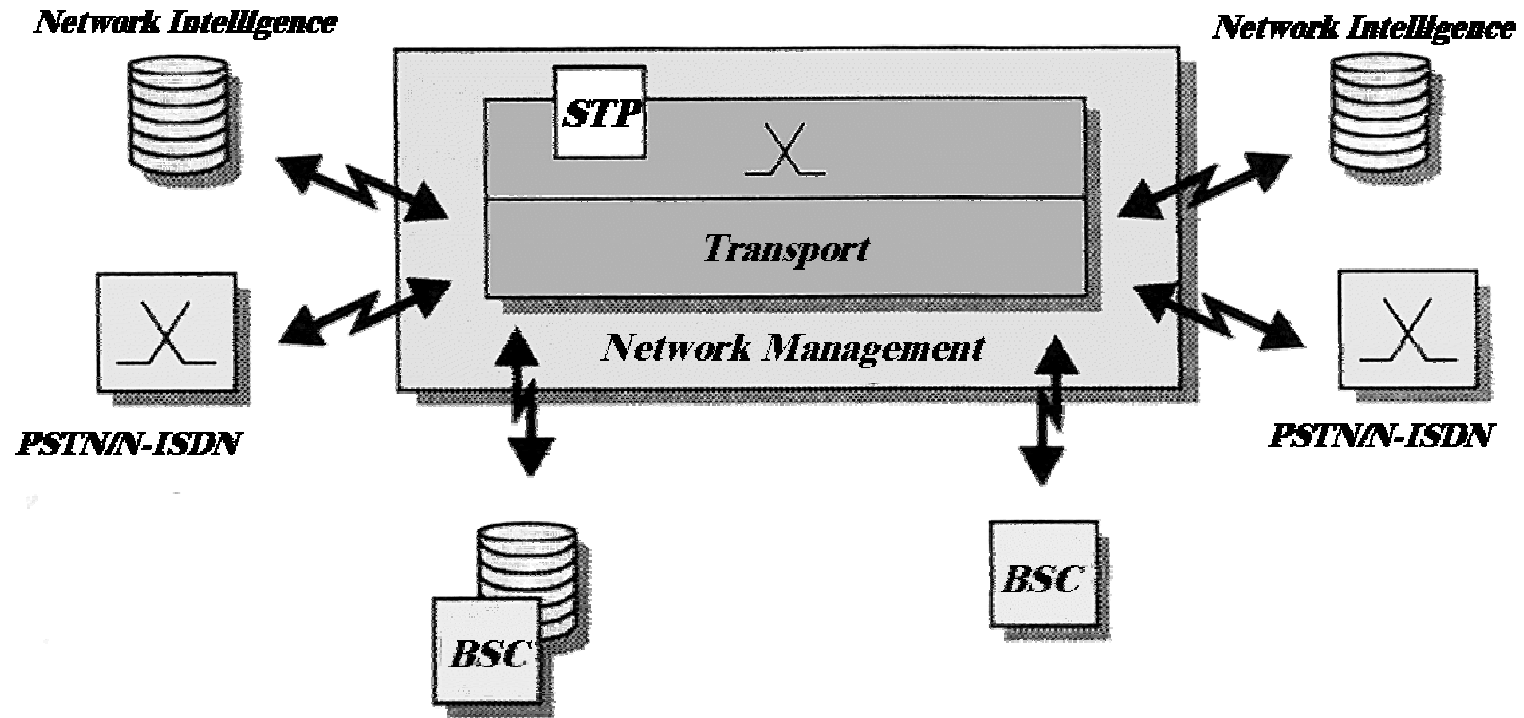 Network Intelligence
Network Intelligence
STP
Transport
Network Management
PSTN/N-ISDN
PSTN/N-ISDN
BSC
BSC